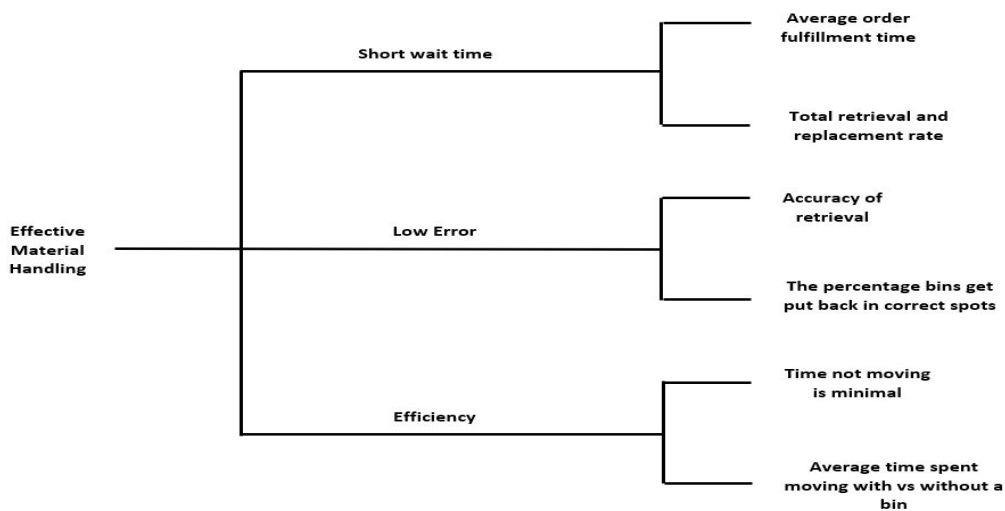 Average order
fulfillment time
Short wait time
Total retrieval and
replacement rate
Accuracy of
retrieval
Effective
Material
Handling
Low Error
The percentage bins get
put back in correct spots
Time not moving
is minimal
Efficiency
Average time spent
moving with vs without a
bin